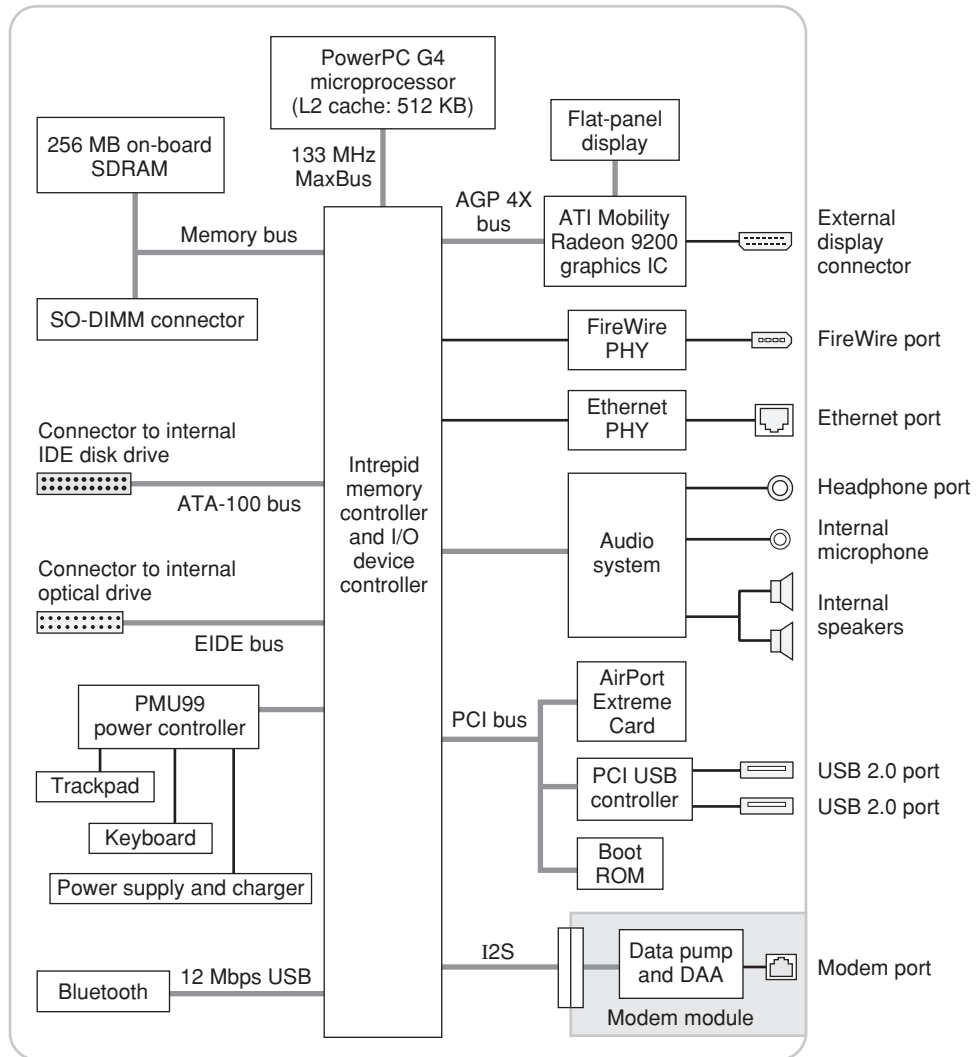 PowerPC G4
microprocessor
(L2 cache: 512 KB)
256 MB on-board
SDRAM
133 MHz
MaxBus
Flat-panel
display
AGP 4X
bus
ATI Mobility
Radeon 9200
graphics IC
External
display
connector
Memory bus
SO-DIMM connector
FireWire
PHY
FireWire port
Ethernet
PHY
Ethernet port
Connector to internal
IDE disk drive
ATA-100 bus
Intrepid
memory
controller
and I/O
device
controller
Audio
system
Headphone port
Internal
microphone
Internal
speakers
Connector to internal
optical drive
EIDE bus
PMU99
power controller
Trackpad
Keyboard
Power supply and charger
PCI bus
AirPort
Extreme
Card
PCI USB
controller
USB 2.0 port
USB 2.0 port
Boot
ROM
Bluetooth
12 Mbps USB
I2S
Data pump
and DAA
Modem module
Modem port